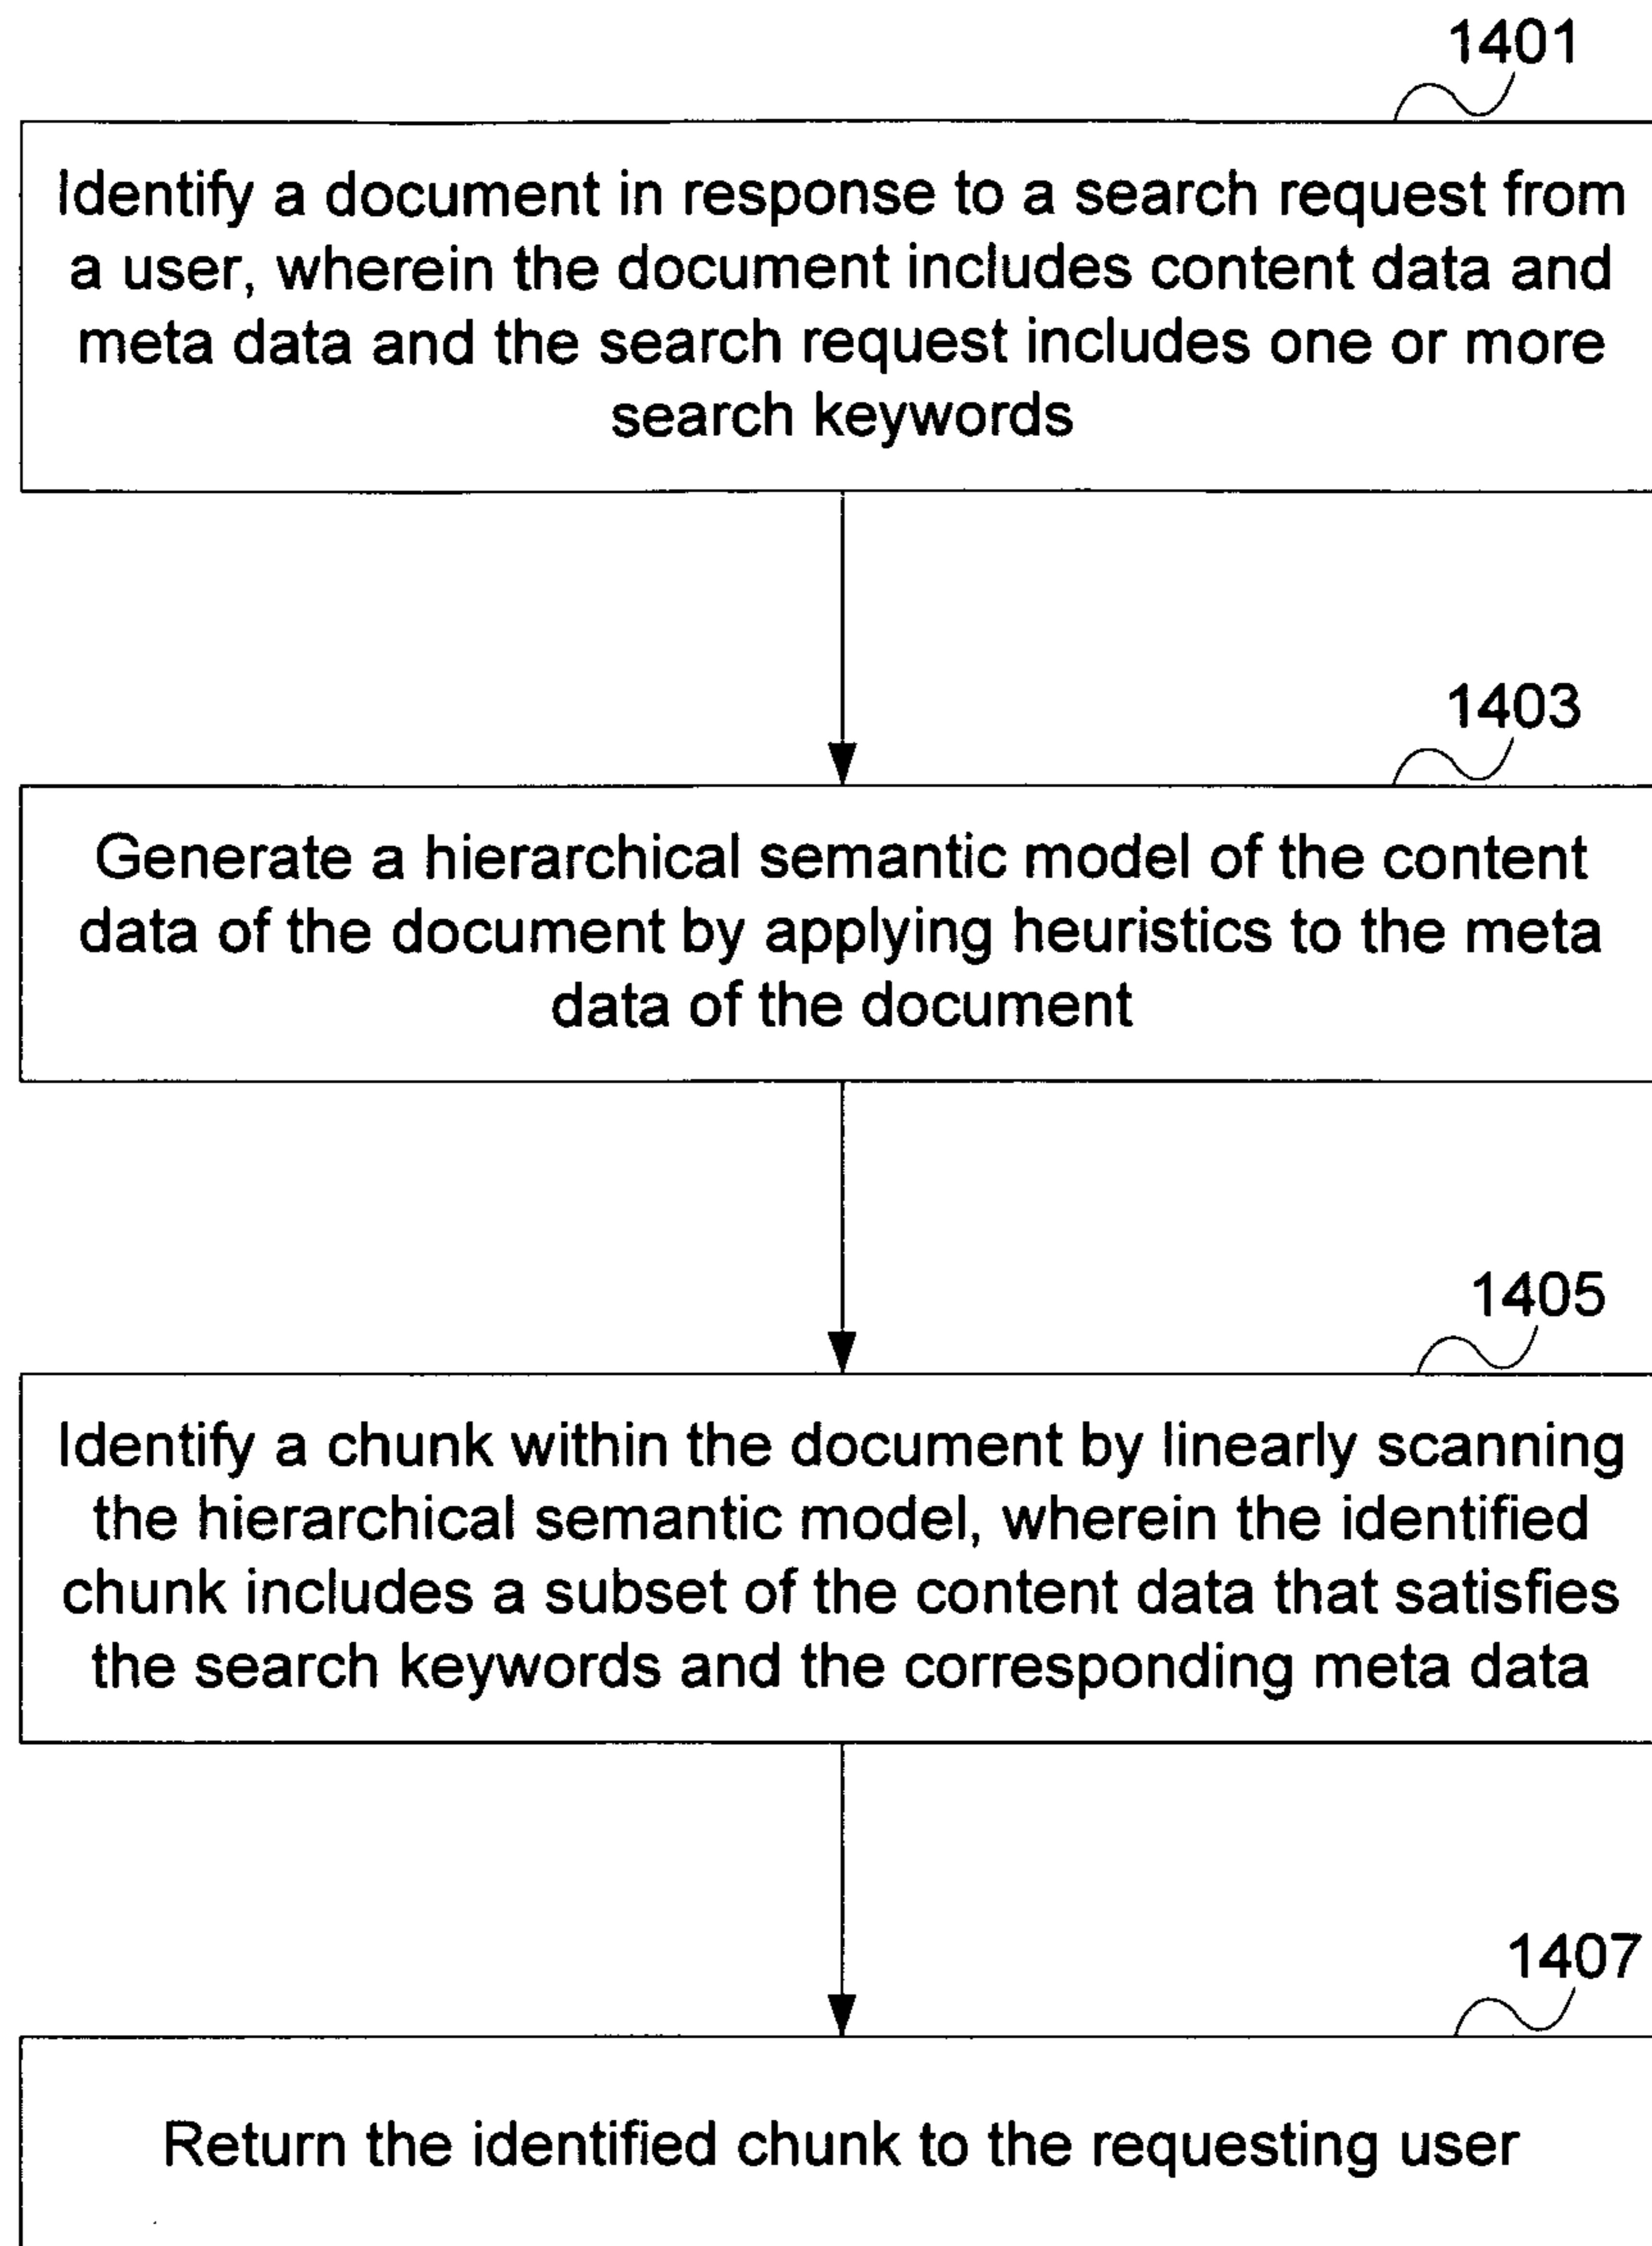 1401
Identify a document in response to a search request from
a user, wherein the document includes content data and
meta data and the search request includes one or more
search keywords
1403
Generate a hierarchical semantic model of the content
data of the document by applying heuristics to the meta
data of the document
1405
Identify a chunk within the document by linearly scanning
the hierarchical semantic model, wherein the identified
chunk includes a subset of the content data that satisfies
the search keywords and the corresponding meta data
1407
Return the identified chunk to the requesting user